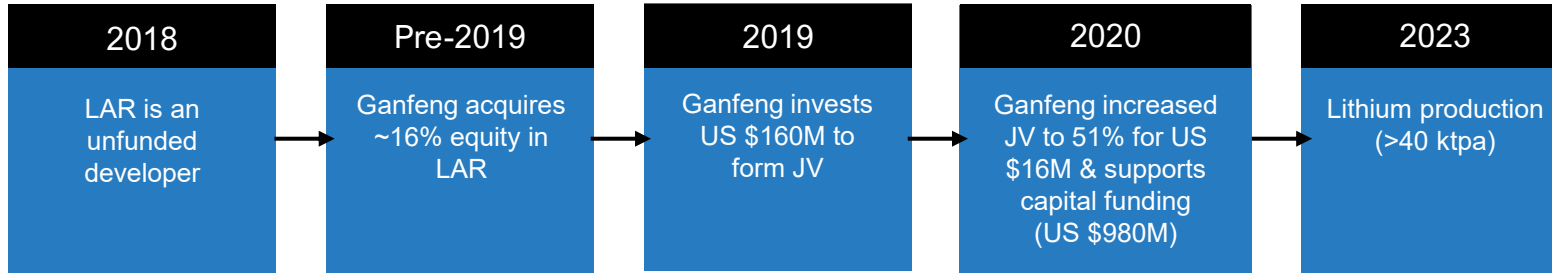 2018
LAR is an
unfunded
developer
Pre-2019
Ganfeng acquires
~16% equity in
LAR
2019
Ganfeng invests
US $160M to
form JV
2020
Ganfeng increased
JV to 51% for US
$16M & supports
capital funding
(US $980M)
2023
Lithium production
(>40 ktpa)